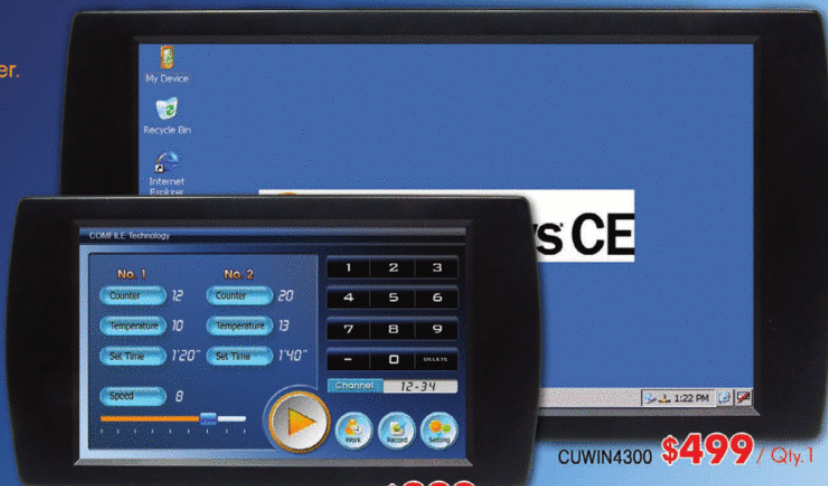 er.
My Device
Recycle Bin
Internet
Explorer
s CE
1:22 PM
COMFILE Technology
No. 1 No. 2
Counter 12 Counter 20
Temperature 10 Temperature 13
Set Time 1'20" Set Time 1'40"
Speed 8
1 2 3
4 5 6
7 8 9
- 0 DELETE
Channel 12-34
Work Record Setting
CUWIN4300 $499 / Qty.1